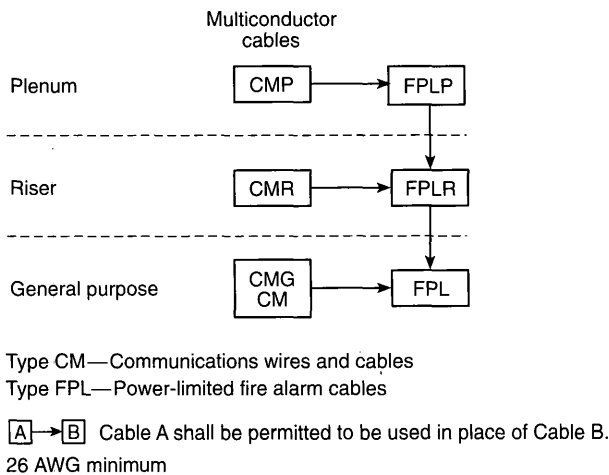 Multiconductor
cables
Plenum
CMP
FPLP
Riser
CMR
FPLR
General purpose
CMG
CM
FPL
Type CM—Communications wires and cables
Type FPL—Power-limited fire alarm cables
A B Cable A shall be permitted to be used in place of Cable B.
26 AWG minimum